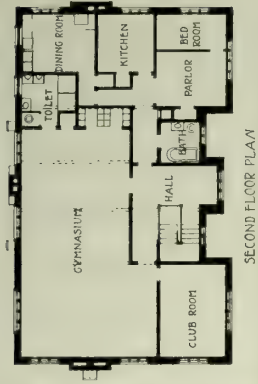 DINING ROOM
KITCHEN
BED
ROOM
PARLOR
TOILET
BATH
HALL
GYMNASIUM
CLUB ROOM
SECOND FLOOR PLAN